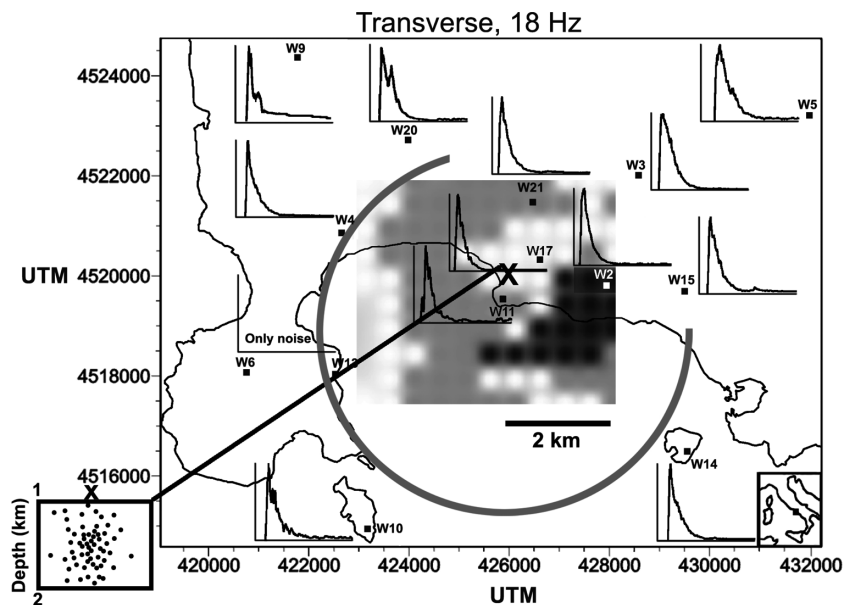 Transverse, 18 Hz
W9
4524000
W5
W20
W3
4522000
W21
W4
W17
UTM
4520000
X
W2
W15
W11
Only noise
W6
W13
4518000
2 km
W14
4516000
1
X
Depth (km)
W10
2
420000 422000 424000 426000 428000 430000 432000
UTM